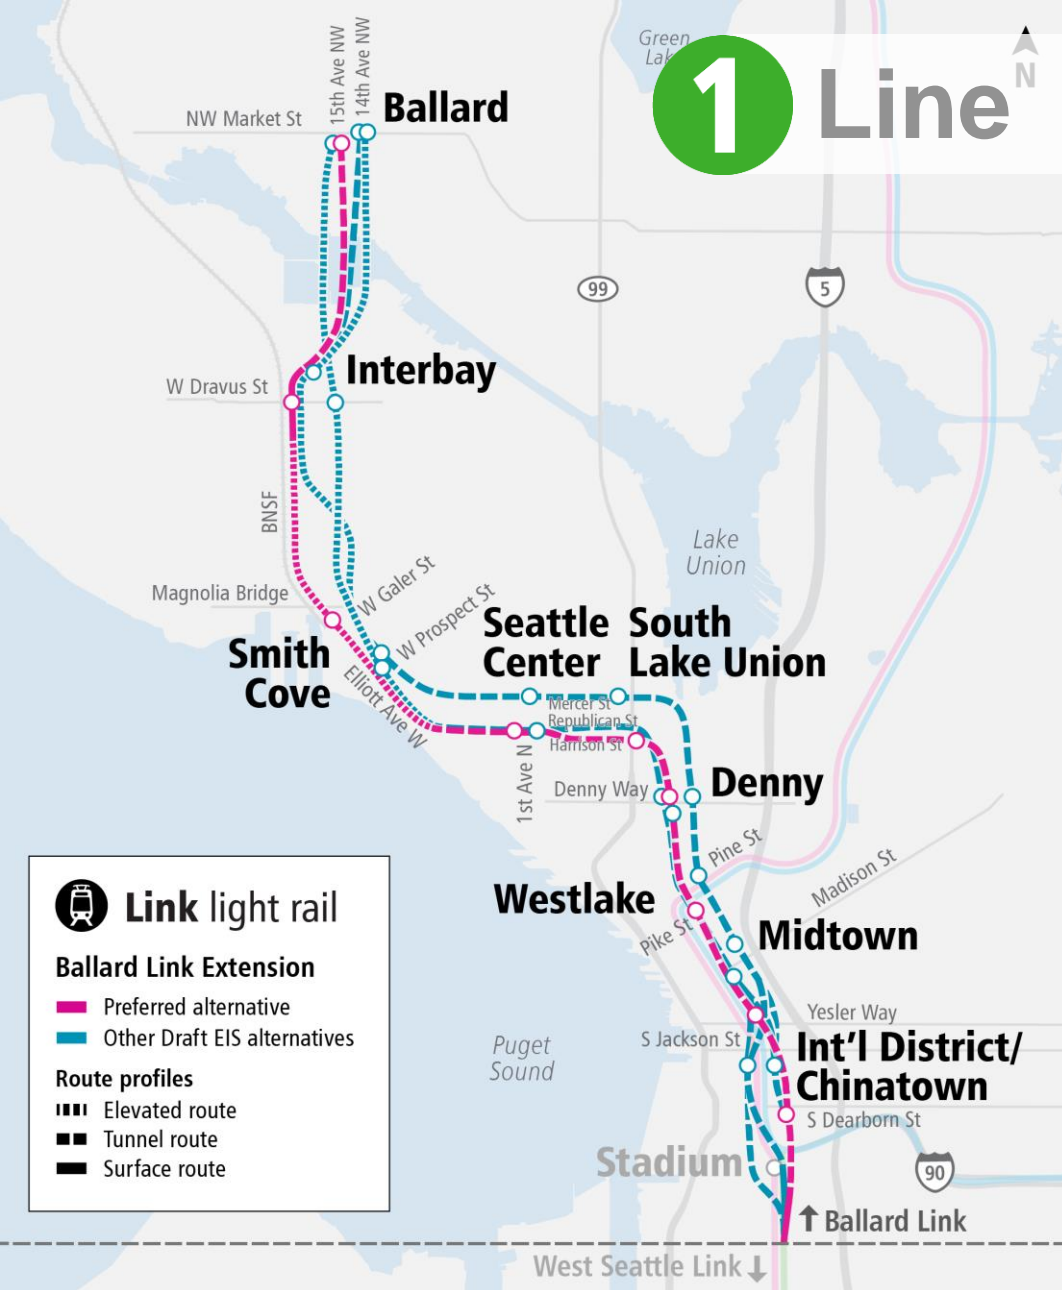 Green
Lake
1 Line
N
15th Ave NW
14th Ave NW
Ballard
NW Market St
99
5
Interbay
W Dravus St
BNSF
Lake
Union
Magnolia Bridge
W Galer St
W Prospect St
Seattle
Center
South
Lake Union
Smith
Cove
Elliott Ave W
Mercer St
Republican St
Harrison St
1st Ave N
Denny Way
Denny
Pine St
Madison St
Westlake
Pike St
Midtown
Yesler Way
S Jackson St
Int'l District/
Chinatown
S Dearborn St
Puget
Sound
Stadium
90
↑ Ballard Link
West Seattle Link ↓
Link light rail
Ballard Link Extension
Preferred alternative
Other Draft EIS alternatives
Route profiles
Elevated route
Tunnel route
Surface route